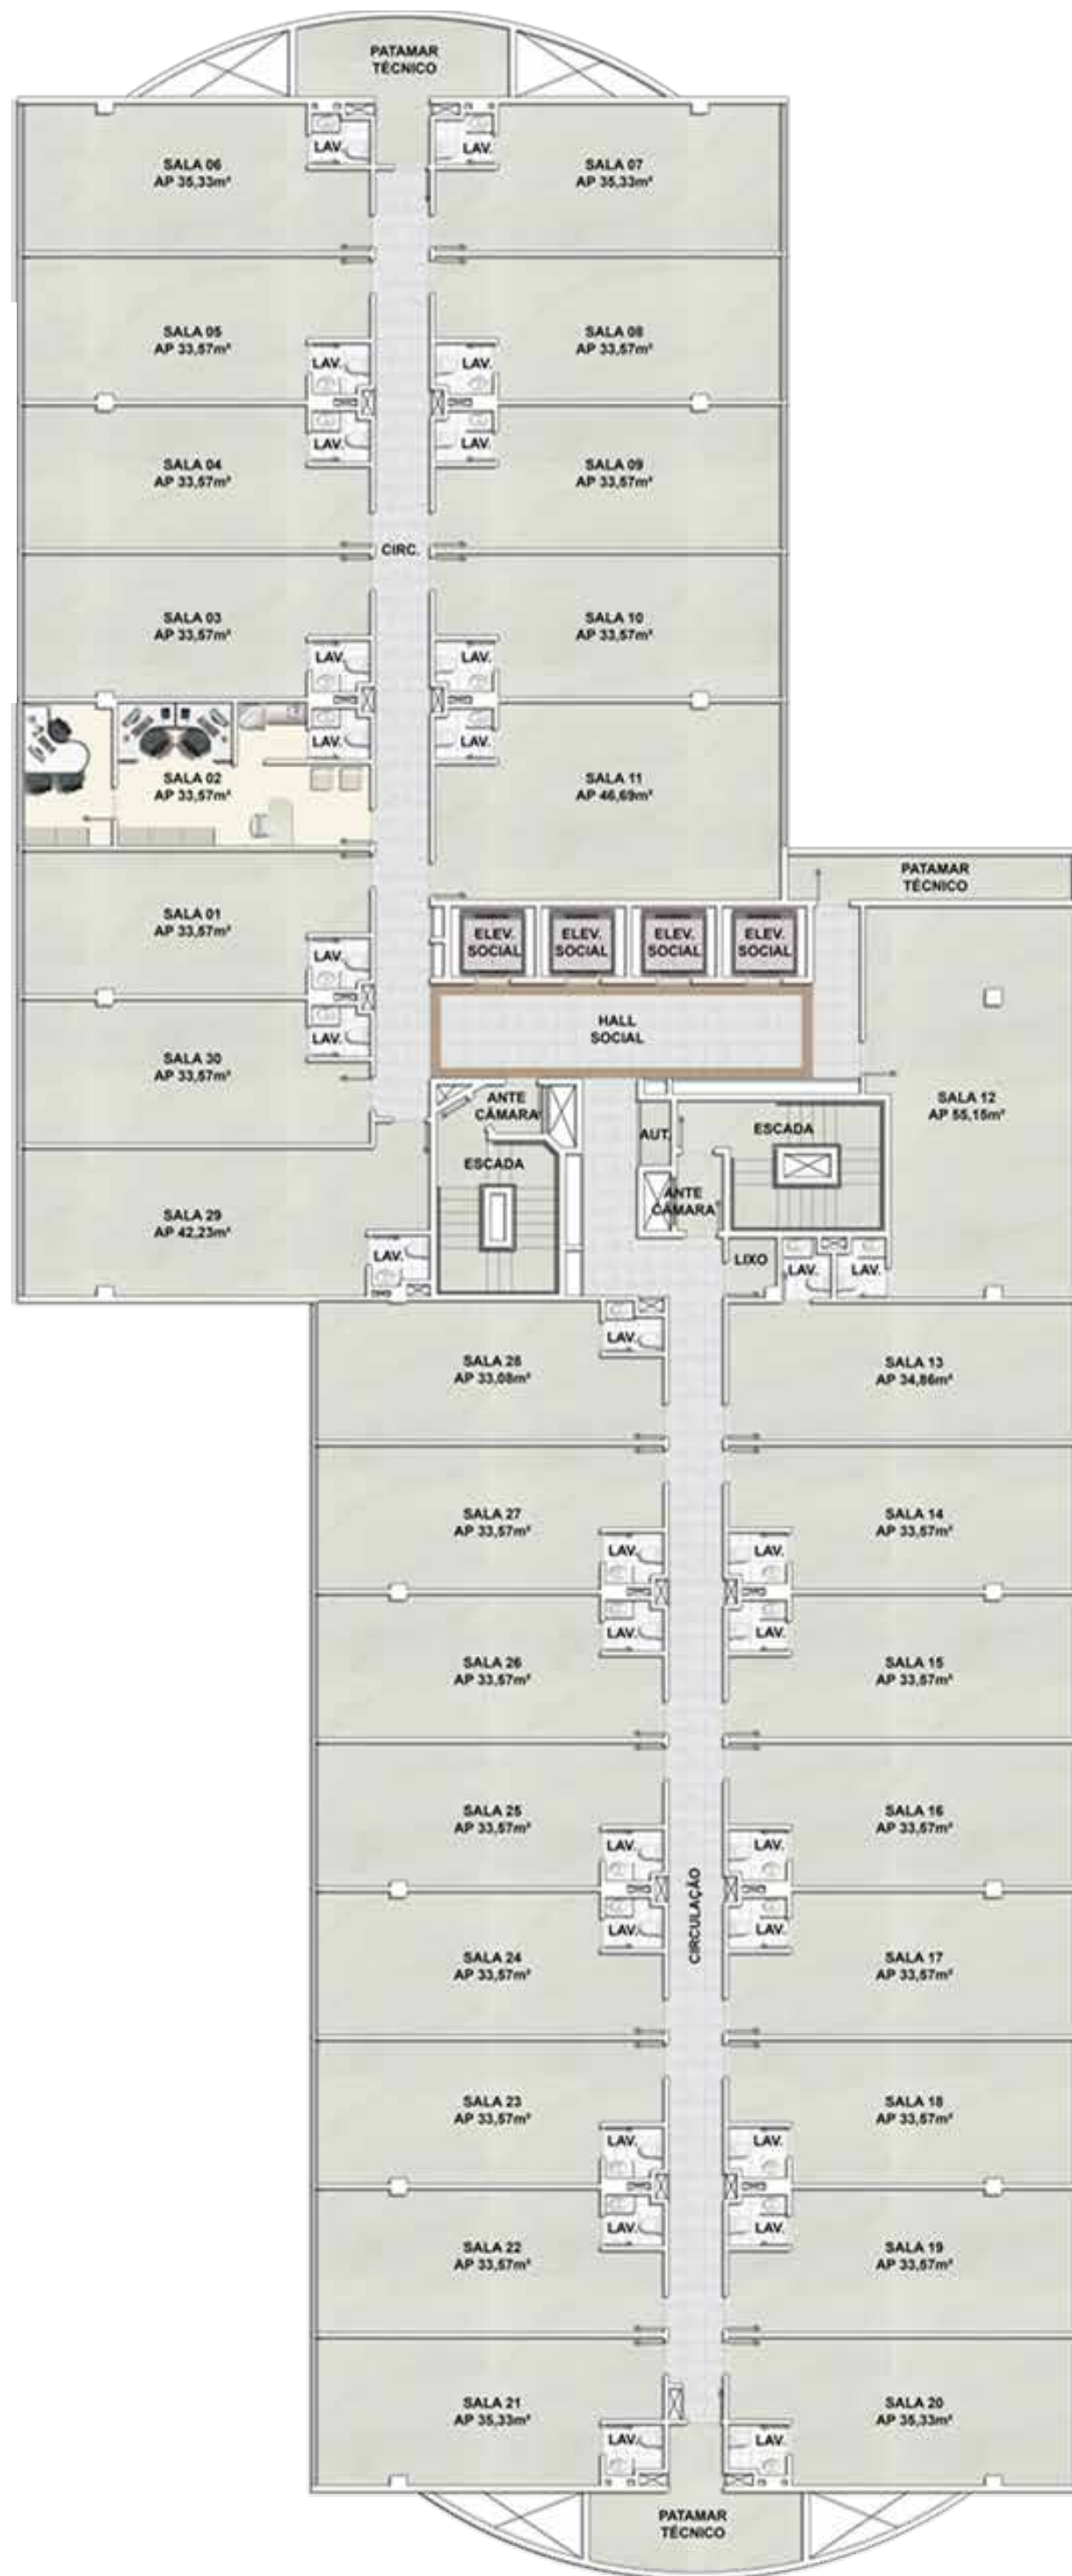 PATAMAR
TÉCNICO
LAV.
LAV.
SALA 06
AP 35,33m²
SALA 07
AP 35,33m²
SALA 05
AP 33,57m²
SALA 08
AP 33,57m²
LAV.
LAV.
LAV.
LAV.
SALA 04
AP 33,57m²
SALA 09
AP 33,57m²
CIRC.
SALA 03
AP 33,57m²
SALA 10
AP 33,57m²
LAV.
LAV.
LAV.
LAV.
SALA 02
AP 33,57m²
SALA 11
AP 46,69m²
PATAMAR
TÉCNICO
SALA 01
AP 33,57m²
ELEV.
SOCIAL
ELEV.
SOCIAL
ELEV.
SOCIAL
ELEV.
SOCIAL
LAV.
LAV.
HALL
SOCIAL
SALA 30
AP 33,57m²
ANTE
CÂMARA
SALA 12
AP 55,15m²
AUT.
ESCADA
ESCADA
ANTE
CÂMARA
SALA 29
AP 42,23m²
LAV.
LIXO
LAV.
LAV.
LAV.
SALA 28
AP 33,08m²
SALA 13
AP 34,86m²
SALA 27
AP 33,57m²
SALA 14
AP 33,57m²
LAV.
LAV.
LAV.
LAV.
SALA 26
AP 33,57m²
SALA 15
AP 33,57m²
SALA 25
AP 33,57m²
SALA 16
AP 33,57m²
LAV.
LAV.
CIRCULAÇÃO
LAV.
LAV.
SALA 24
AP 33,57m²
SALA 17
AP 33,57m²
SALA 23
AP 33,57m²
SALA 18
AP 33,57m²
LAV.
LAV.
LAV.
LAV.
SALA 22
AP 33,57m²
SALA 19
AP 33,57m²
SALA 21
AP 35,33m²
SALA 20
AP 35,33m²
LAV.
LAV.
PATAMAR
TÉCNICO